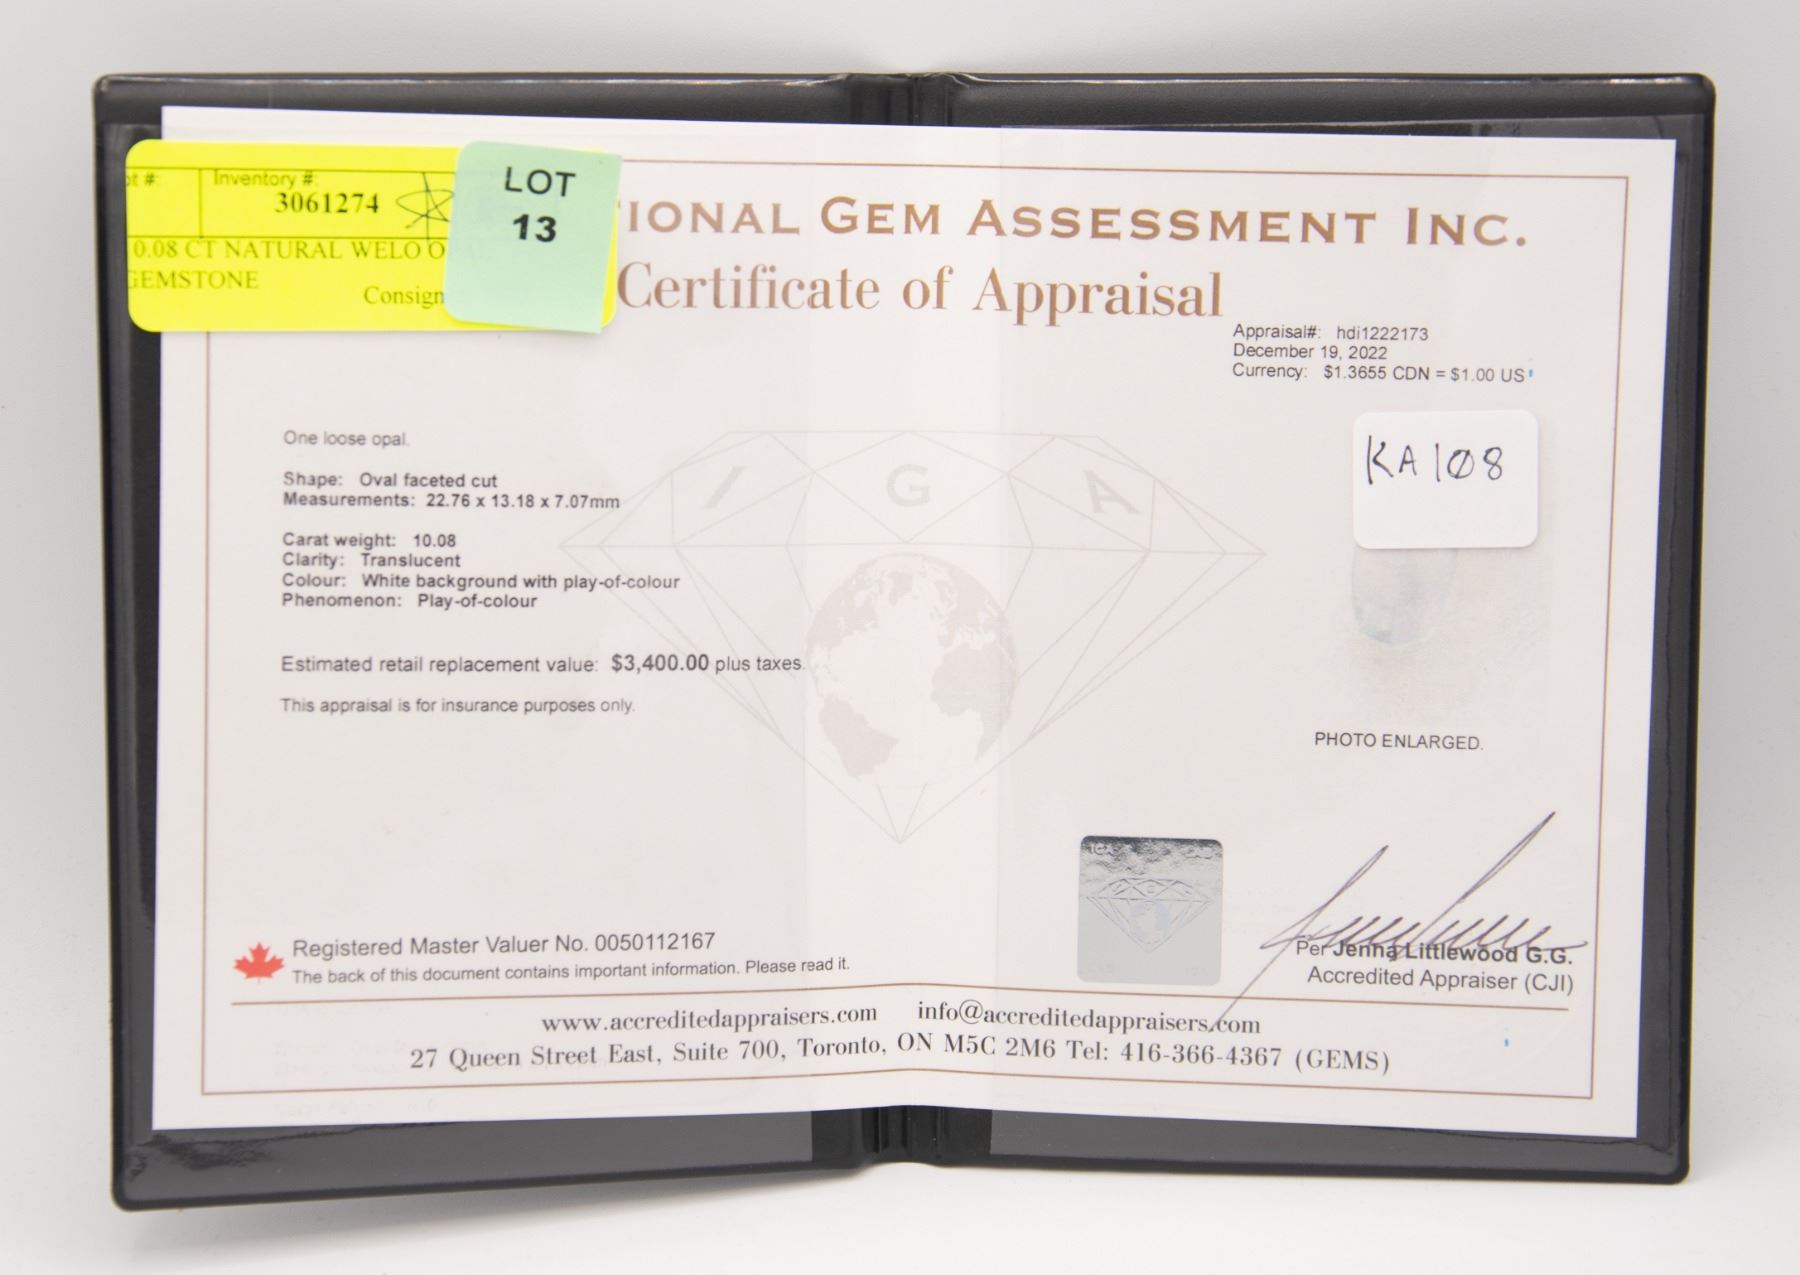 Inventory #:
3061274
LOT
13
0.08 CT NATURAL WELO
GEMSTONE
Consign
IONAL GEM ASSESSMENT INC.
Certificate of Appraisal
Appraisal#: hdi1222173
December 19, 2022
Currency: $1.3655 CDN = $1.00 US
KA108
One loose opal.
Shape: Oval faceted cut
Measurements: 22.76 x 13.18 x 7.07mm
Carat weight: 10.08
Clarity: Translucent
Colour: White background with play-of-colour
Phenomenon: Play-of-colour
Estimated retail replacement value: $3,400.00 plus taxes.
This appraisal is for insurance purposes only.
I G A
PHOTO ENLARGED.
IGA
Registered Master Valuer No. 0050112167
The back of this document contains important information. Please read it.
Per Jenna Littlewood G.G.
Accredited Appraiser (CJI)
www.accreditedappraisers.com info@accreditedappraisers.com
27 Queen Street East, Suite 700, Toronto, ON M5C 2M6 Tel: 416-366-4367 (GEMS)